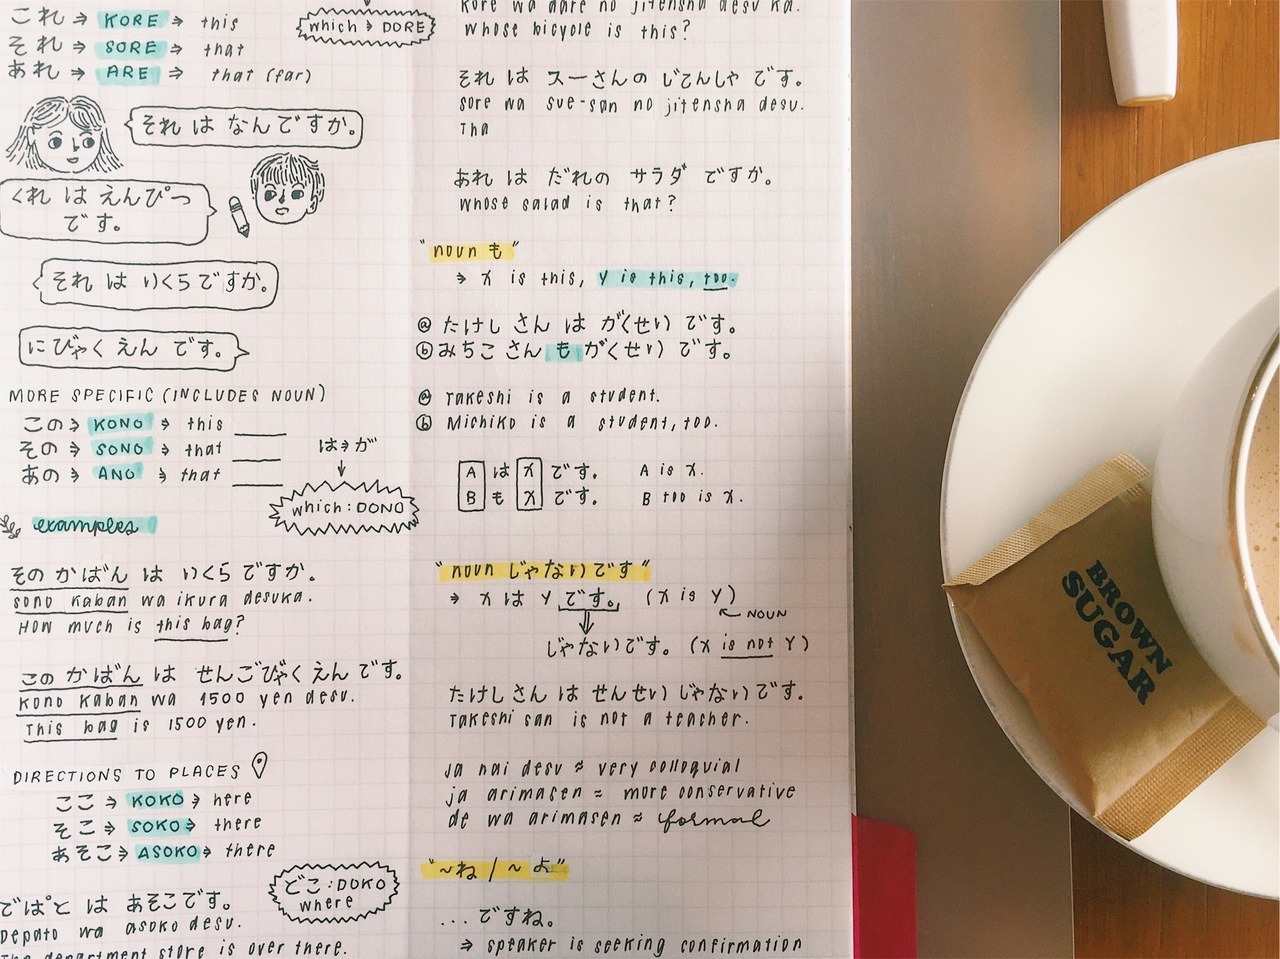 これ → KORE → this
それ → SORE → that
あれ → ARE → that (far)
which → DORE
それ は なんですか。
くれ は えんぴつ
です。
それ は いくらですか。
にびゃく えん です。
MORE SPECIFIC (INCLUDES NOUN)
この → KONO → this ____
その → SONO → that ____
あの → ANO → that ____
は→が
↓
which : DONO
examples
その かばん は いくら ですか。
sono kaban wa ikura desuka.
HOW much is this bag?
この かばん は せんごびゃく えん です。
kono kaban wa 1500 yen desu.
This bag is 1500 yen.
DIRECTIONS TO PLACES
ここ → KOKO → here
そこ → SOKO → there
あそこ → ASOKO → there
どこ : DOKO
where
でぱと は あそこです。
Depato wa asoko desu.
The department store is over there.
kore wa dare no jitensha desu ka.
Whose bicycle is this?
それ は スーさんの じてんしゃ です。
sore wa sue-san no jitensha desu.
Tha
あれ は だれの サラダ ですか。
whose salad is that?
"noun も"
→ X is this, Y is this, too.
ⓐ たけし さん は がくせい です。
ⓑ みちこ さん も がくせい です。
ⓐ Takeshi is a student.
ⓑ Michiko is a student, too.
A は X です。 A is X.
B も X です。 B too is X.
"noun じゃないです"
→ X は Y です。 (X is Y)
NOUN
じゃないです。 (X is not Y)
たけしさん は せんせい じゃないです。
Takeshi san is not a teacher.
ja nai desu ≈ very colloquial
ja arimasen ≈ more conservative
de wa arimasen ≈ formal
"~ね / ~よ"
... ですね。
→ speaker is seeking confirmation
BROWN
SUGAR